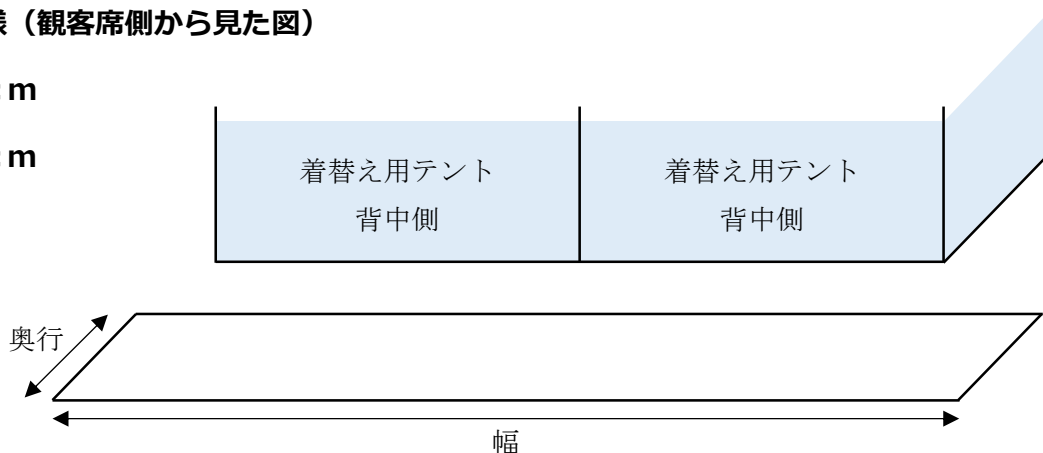 様（観客席側から見た図）
m
m
着替え用テント
背中側
着替え用テント
背中側
奥行
幅